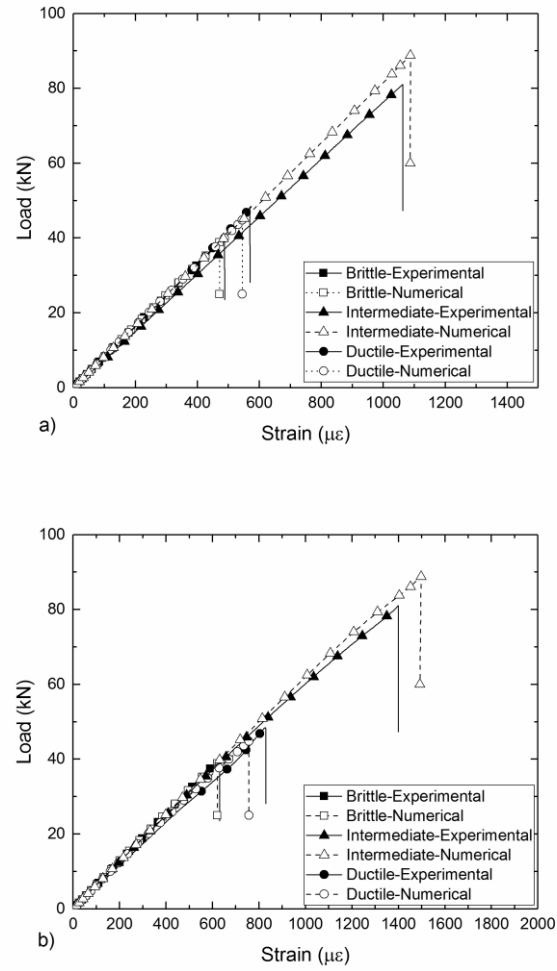 100
80
60
40
20
0
Load (kN)
Brittle-Experimental
Brittle-Numerical
Intermediate-Experimental
Intermediate-Numerical
Ductile-Experimental
Ductile-Numerical
0 200 400 600 800 1000 1200 1400
a)
Strain (με)
100
80
60
40
20
0
Load (kN)
Brittle-Experimental
Brittle-Numerical
Intermediate-Experimental
Intermediate-Numerical
Ductile-Experimental
Ductile-Numerical
0 200 400 600 800 1000 1200 1400 1600 1800 2000
b)
Strain (με)